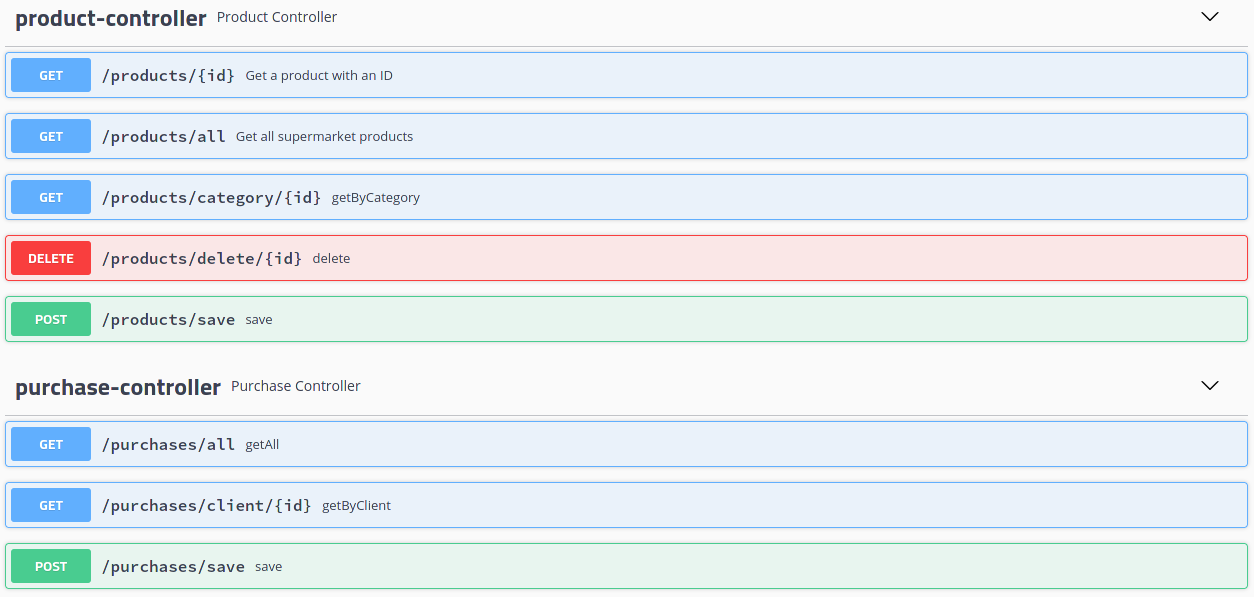 product-controller Product Controller
GET /products/{id} Get a product with an ID
GET /products/all Get all supermarket products
GET /products/category/{id} getByCategory
DELETE /products/delete/{id} delete
POST /products/save save
purchase-controller Purchase Controller
GET /purchases/all getAll
GET /purchases/client/{id} getByClient
POST /purchases/save save